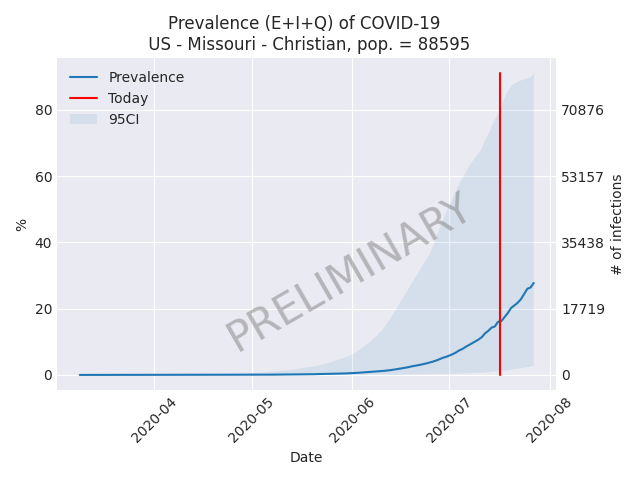 Prevalence (E+I+Q) of COVID-19
US - Missouri - Christian, pop. = 88595
Prevalence
Today
95CI
80
60
40
20
0
%
70876
53157
35438
17719
0
# of infections
PRELIMINARY
2020-04
2020-05
2020-06
2020-07
2020-08
Date